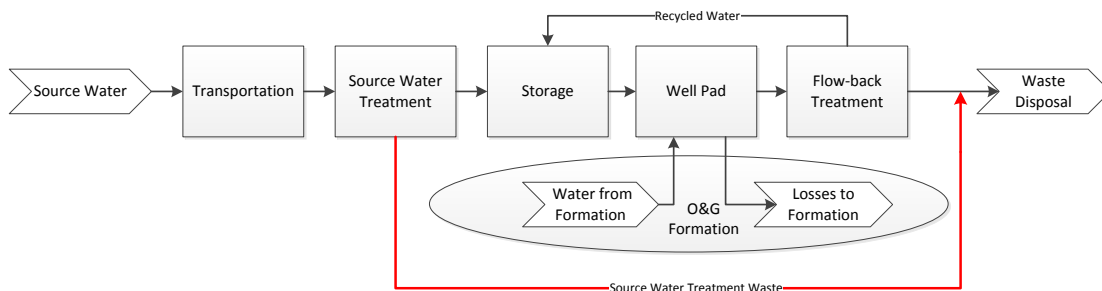 Recycled Water
Source Water
Transportation
Source Water
Treatment
Storage
Well Pad
Flow-back
Treatment
Waste
Disposal
Water from
Formation
O&G
Formation
Losses to
Formation
Source Water Treatment Waste